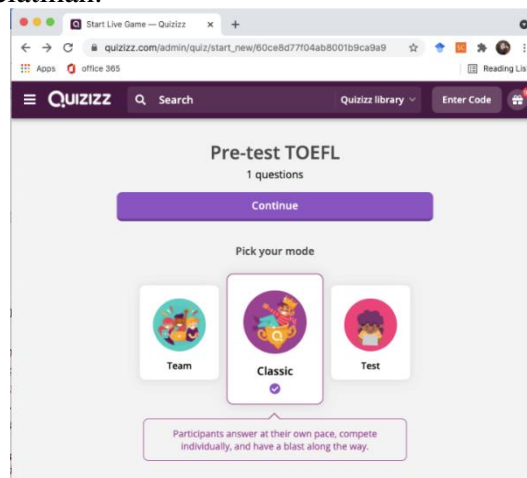 Start Live Game — Quizizz
quizizz.com/admin/quiz/start_new/60ce8d77f04ab8001b9ca9a9
Apps office 365 Reading Lis
QUIZIZZ Search Quizizz library Enter Code
Pre-test TOEFL
1 questions
Continue
Pick your mode
Team
Classic
Test
Participants answer at their own pace, compete
individually, and have a blast along the way.